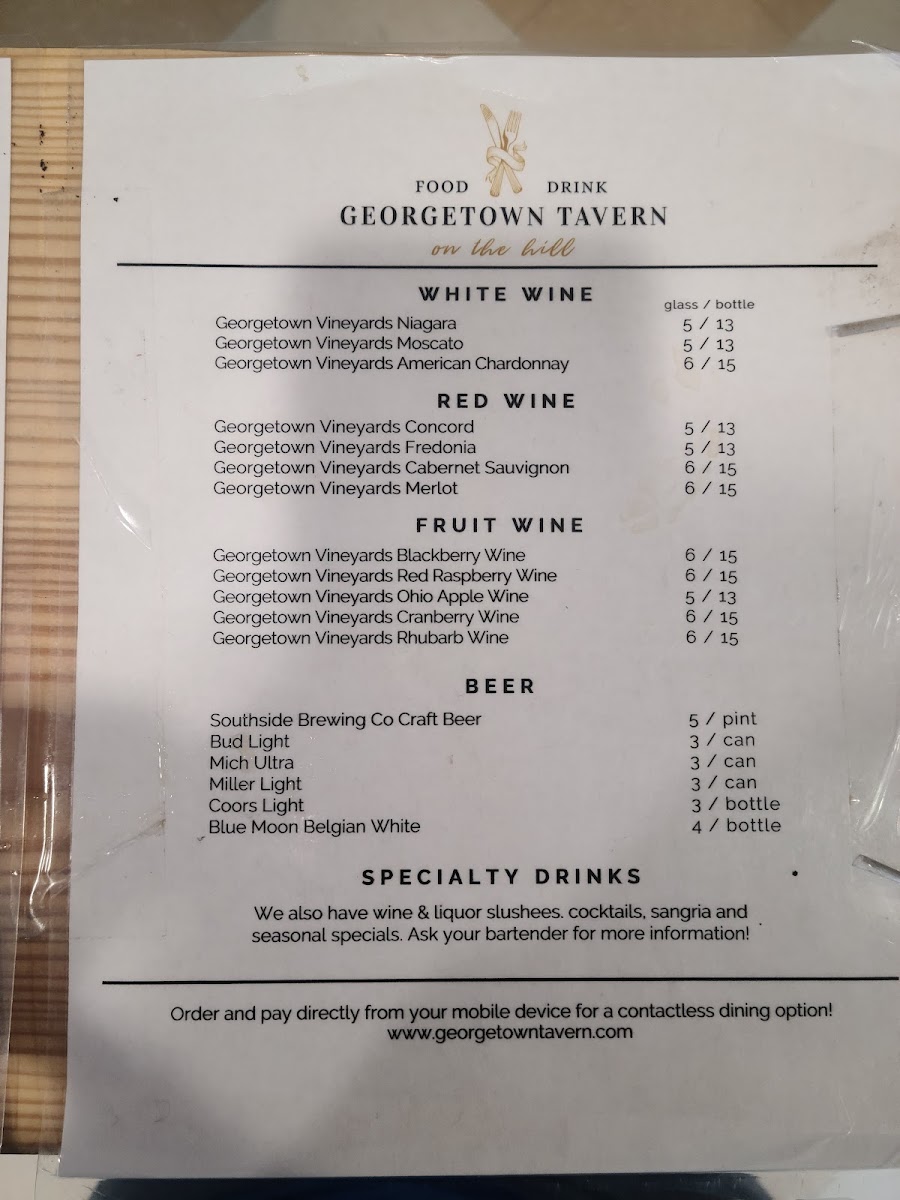 FOOD DRINK
GEORGETOWN TAVERN
on the hill
WHITE WINE
glass / bottle
Georgetown Vineyards Niagara 5 / 13
Georgetown Vineyards Moscato 5 / 13
Georgetown Vineyards American Chardonnay 6 / 15
RED WINE
Georgetown Vineyards Concord 5 / 13
Georgetown Vineyards Fredonia 5 / 13
Georgetown Vineyards Cabernet Sauvignon 6 / 15
Georgetown Vineyards Merlot 6 / 15
FRUIT WINE
Georgetown Vineyards Blackberry Wine 6 / 15
Georgetown Vineyards Red Raspberry Wine 6 / 15
Georgetown Vineyards Ohio Apple Wine 5 / 13
Georgetown Vineyards Cranberry Wine 6 / 15
Georgetown Vineyards Rhubarb Wine 6 / 15
BEER
Southside Brewing Co Craft Beer 5 / pint
Bud Light 3 / can
Mich Ultra 3 / can
Miller Light 3 / can
Coors Light 3 / bottle
Blue Moon Belgian White 4 / bottle
SPECIALTY DRINKS
We also have wine & liquor slushees. cocktails, sangria and
seasonal specials. Ask your bartender for more information!
Order and pay directly from your mobile device for a contactless dining option!
www.georgetowntavern.com